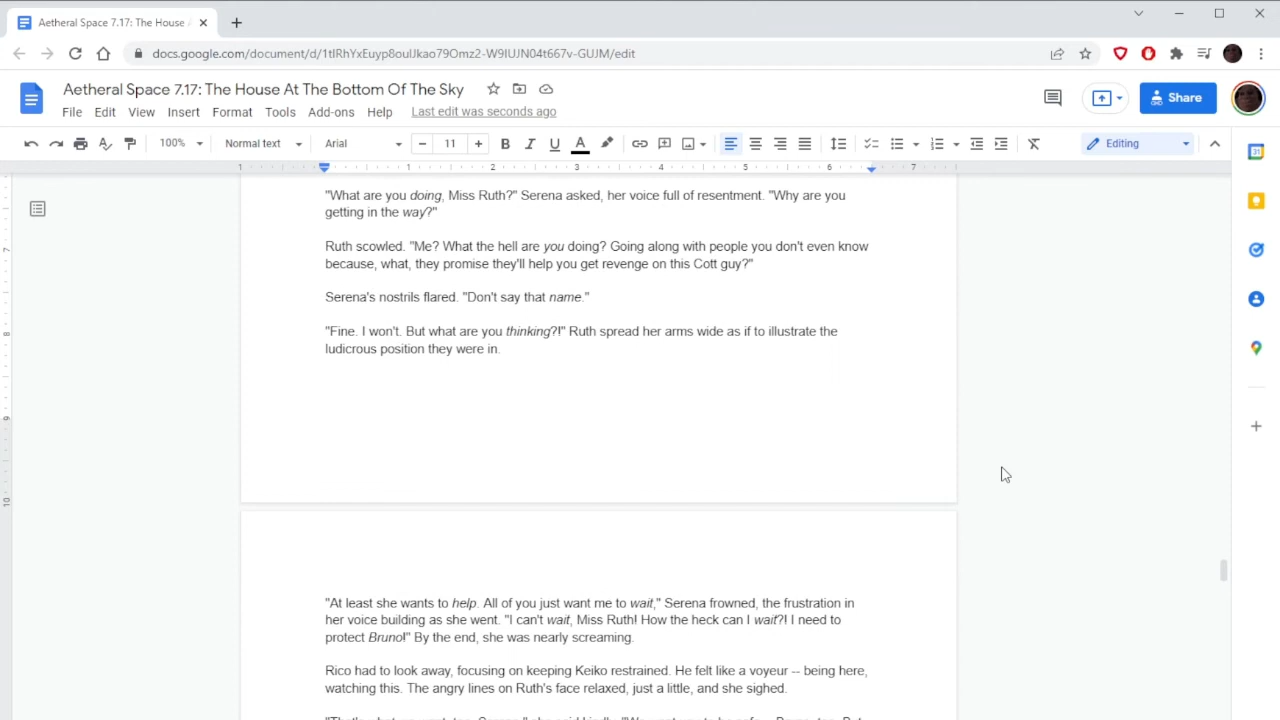 Aetheral Space 7.17: The House
docs.google.com/document/d/1tIRhYxEuyp8oulJkao79Omz2-W9IUJN04t667v-GUJM/edit
Aetheral Space 7.17: The House At The Bottom Of The Sky
File Edit View Insert Format Tools Add-ons Help Last edit was seconds ago
Share
100% Normal text Arial 11 Editing
1 1 2 3 4 5 6 7
"What are you doing, Miss Ruth?" Serena asked, her voice full of resentment. "Why are you
getting in the way?"
Ruth scowled. "Me? What the hell are you doing? Going along with people you don't even know
because, what, they promise they'll help you get revenge on this Cott guy?"
Serena's nostrils flared. "Don't say that name."
"Fine. I won't. But what are you thinking?!" Ruth spread her arms wide as if to illustrate the
ludicrous position they were in.
"At least she wants to help. All of you just want me to wait," Serena frowned, the frustration in
her voice building as she went. "I can't wait, Miss Ruth! How the heck can I wait?! I need to
protect Bruno!" By the end, she was nearly screaming.
Rico had to look away, focusing on keeping Keiko restrained. He felt like a voyeur -- being here,
watching this. The angry lines on Ruth's face relaxed, just a little, and she sighed.